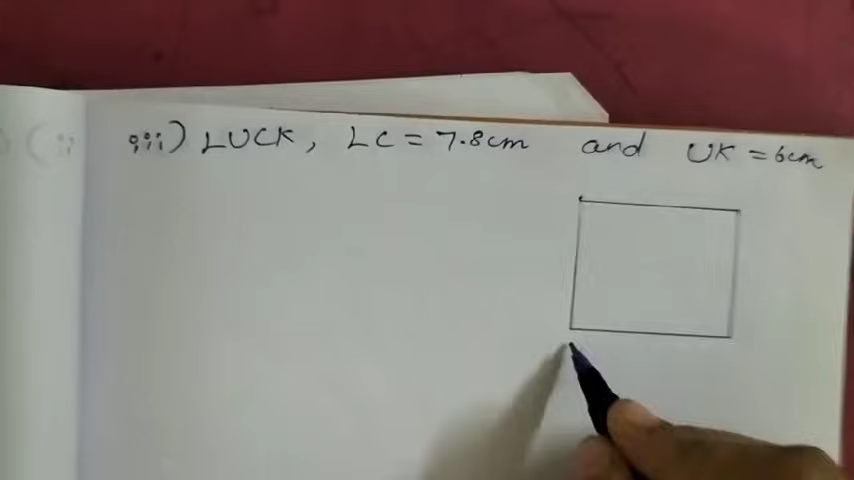 iii) LUCK, LC = 7.8cm and UK = 6cm